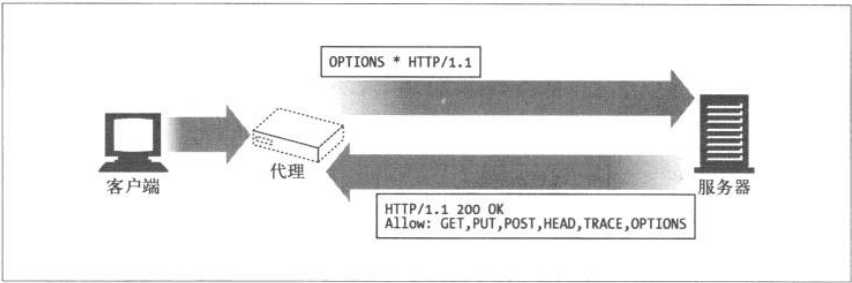 OPTIONS * HTTP/1.1
客户端
代理
服务器
HTTP/1.1 200 OK
Allow: GET,PUT,POST,HEAD,TRACE,OPTIONS